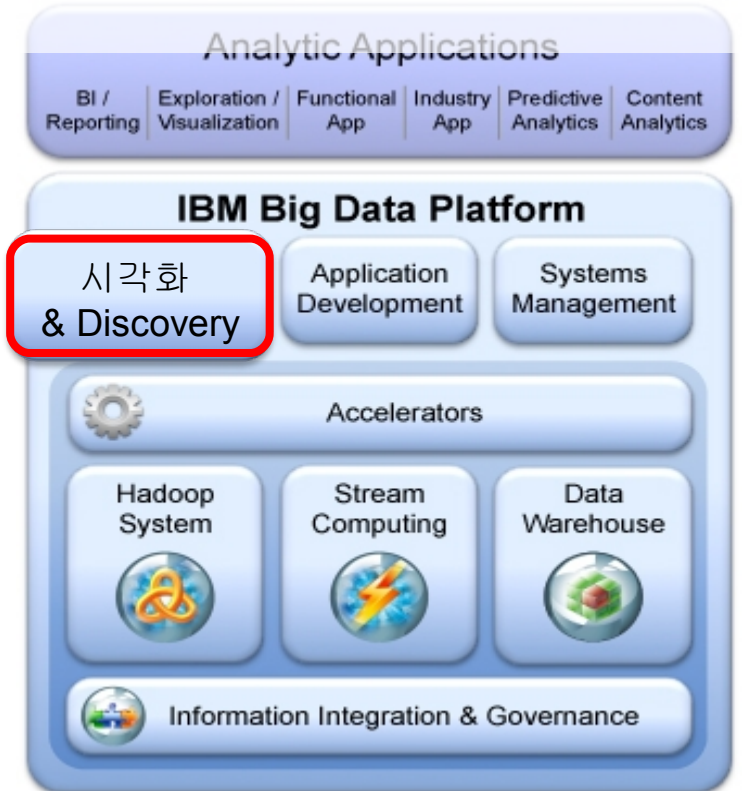 Analytic Applications
BI /
Reporting
Exploration /
Visualization
Functional
App
Industry
App
Predictive
Analytics
Content
Analytics
IBM Big Data Platform
시각화
& Discovery
Application
Development
Systems
Management
Accelerators
Hadoop
System
Stream
Computing
Data
Warehouse
Information Integration & Governance